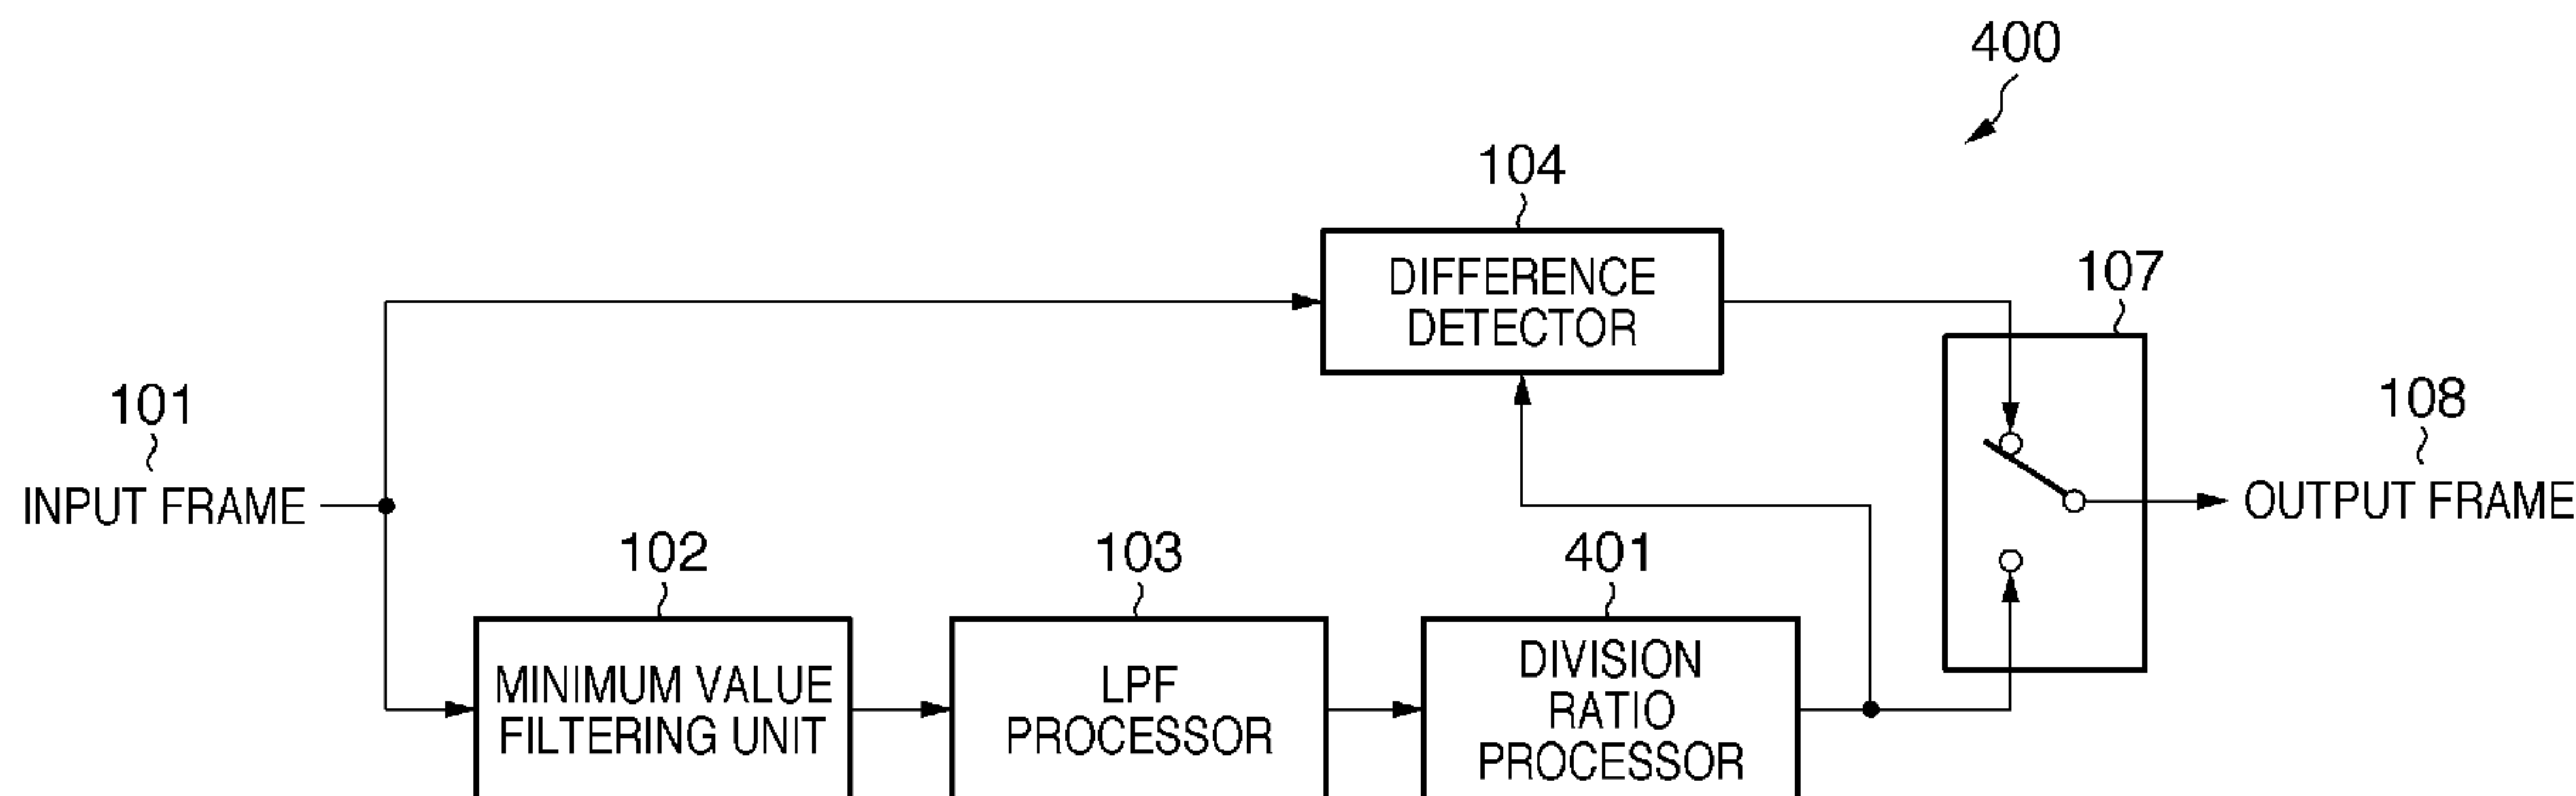 400
104
DIFFERENCE
DETECTOR
107
101
INPUT FRAME
108
OUTPUT FRAME
102
MINIMUM VALUE
FILTERING UNIT
103
LPF
PROCESSOR
401
DIVISION
RATIO
PROCESSOR